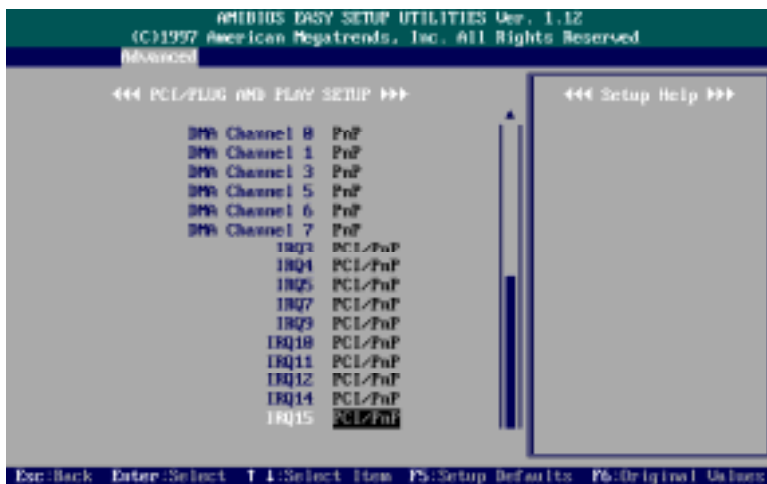 AMIBIOS EASY SETUP UTILITIES Ver. 1.12
(C)1997 American Megatrends, Inc. All Rights Reserved
Advanced
PCI/PLUG AND PLAY SETUP
Setup Help
DMA Channel 0 PnP
DMA Channel 1 PnP
DMA Channel 3 PnP
DMA Channel 5 PnP
DMA Channel 6 PnP
DMA Channel 7 PnP
IRQ3 PCI/PnP
IRQ4 PCI/PnP
IRQ5 PCI/PnP
IRQ7 PCI/PnP
IRQ9 PCI/PnP
IRQ10 PCI/PnP
IRQ11 PCI/PnP
IRQ12 PCI/PnP
IRQ14 PCI/PnP
IRQ15 PCI/PnP
Esc:Back Enter:Select ↑ ↓:Select Item F5:Setup Defaults F6:Original Values